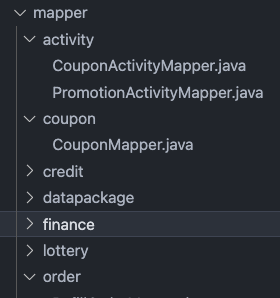 mapper
activity
CouponActivityMapper.java
PromotionActivityMapper.java
coupon
CouponMapper.java
credit
datapackage
finance
lottery
order